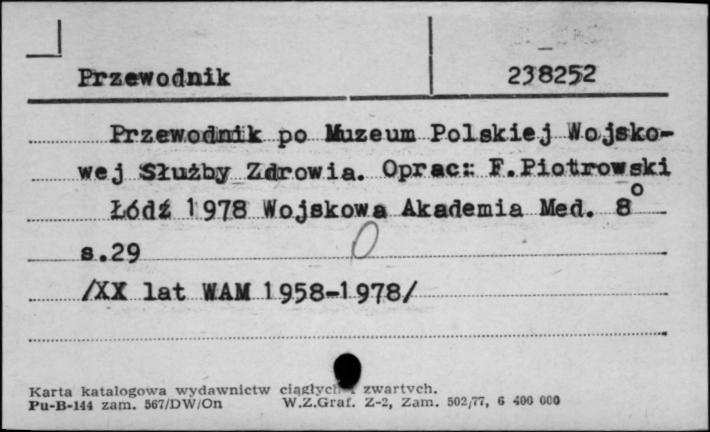 Przewodnik 238252
Przewodnik po Muzeum Polskiej Wojsko-
wej Służby Zdrowia. Oprac: F.Piotrowski
Łódź 1978 Wojskowa Akademia Med. 8°
s.29
/XX lat WAM 1958-1978/
Karta katalogowa wydawnictw ciągłych i zwartych.
Pu-B-144 zam. 567/DW/On W.Z.Graf. Z-2, Zam. 502/77, 6 400 000